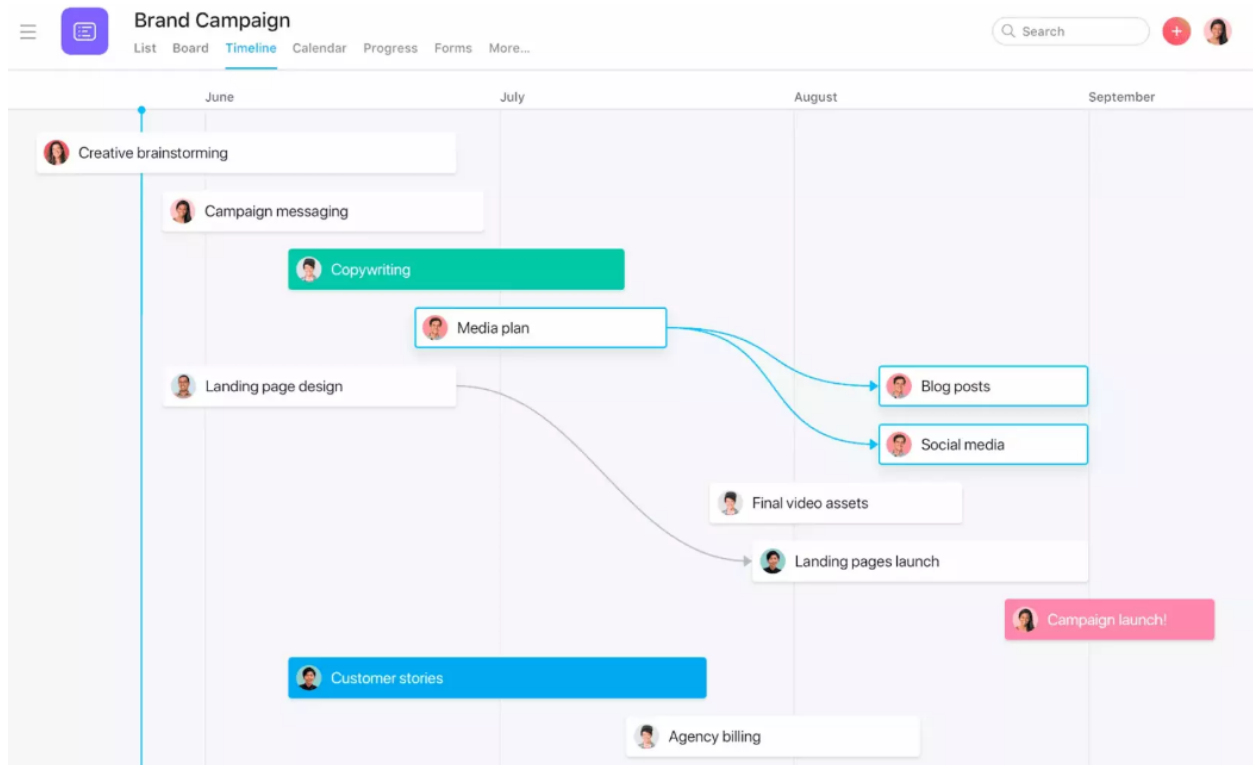 Brand Campaign
List Board Timeline Calendar Progress Forms More...
Search
June July August September
Creative brainstorming
Campaign messaging
Copywriting
Media plan
Landing page design
Blog posts
Social media
Final video assets
Landing pages launch
Campaign launch!
Customer stories
Agency billing